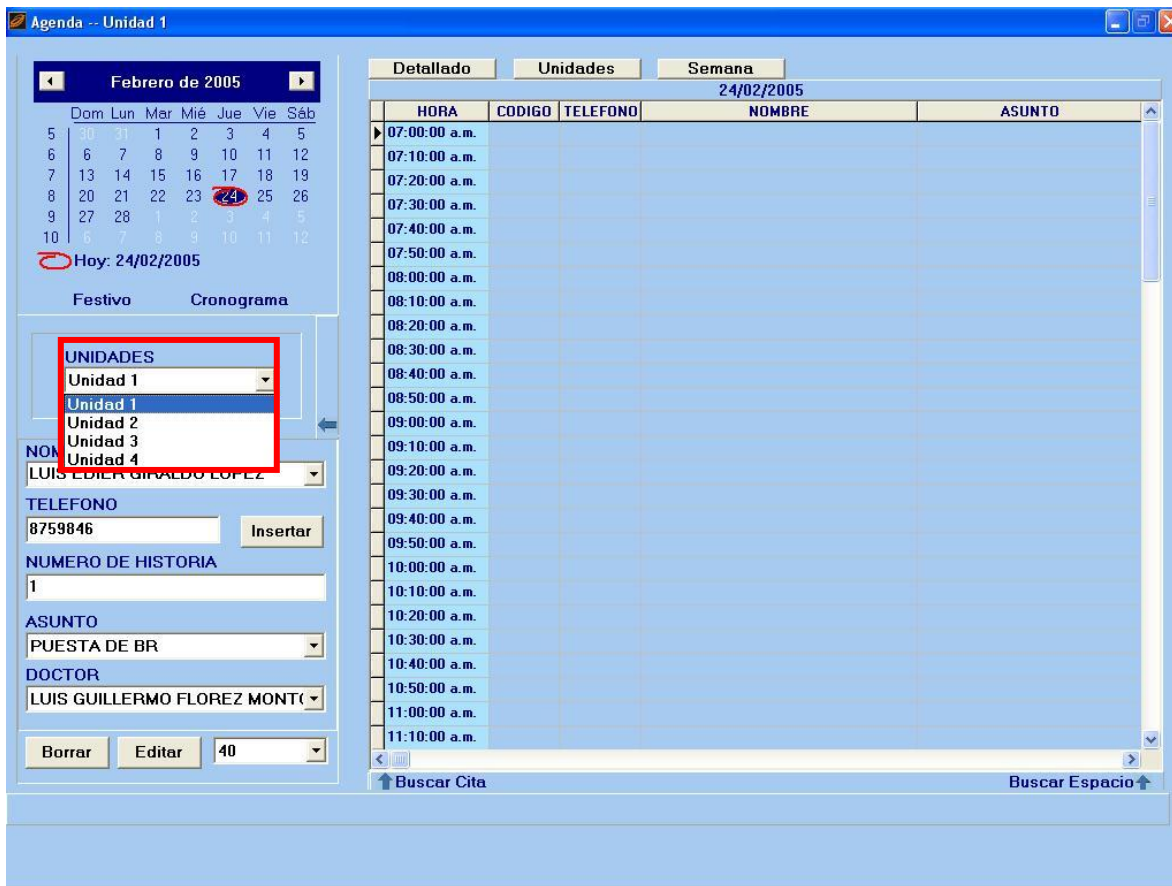 Agenda -- Unidad 1
Febrero de 2005
Dom Lun Mar Mié Jue Vie Sáb
5 30 31 1 2 3 4 5
6 6 7 8 9 10 11 12
7 13 14 15 16 17 18 19
8 20 21 22 23 24 25 26
9 27 28 1 2 3 4 5
10 6 7 8 9 10 11 12
Hoy: 24/02/2005
Festivo Cronograma
UNIDADES
Unidad 1
Unidad 1
Unidad 2
Unidad 3
Unidad 4
LUIS EDIER GIRALDO LOPEZ
TELEFONO
8759846 Insertar
NUMERO DE HISTORIA
1
ASUNTO
PUESTA DE BR
DOCTOR
LUIS GUILLERMO FLOREZ
Borrar Editar 40
Detallado Unidades Semana
24/02/2005
HORA CODIGO TELEFONO NOMBRE ASUNTO
07:00:00 a.m.
07:10:00 a.m.
07:20:00 a.m.
07:30:00 a.m.
07:40:00 a.m.
07:50:00 a.m.
08:00:00 a.m.
08:10:00 a.m.
08:20:00 a.m.
08:30:00 a.m.
08:40:00 a.m.
08:50:00 a.m.
09:00:00 a.m.
09:10:00 a.m.
09:20:00 a.m.
09:30:00 a.m.
09:40:00 a.m.
09:50:00 a.m.
10:00:00 a.m.
10:10:00 a.m.
10:20:00 a.m.
10:30:00 a.m.
10:40:00 a.m.
10:50:00 a.m.
11:00:00 a.m.
11:10:00 a.m.
Buscar Cita Buscar Espacio